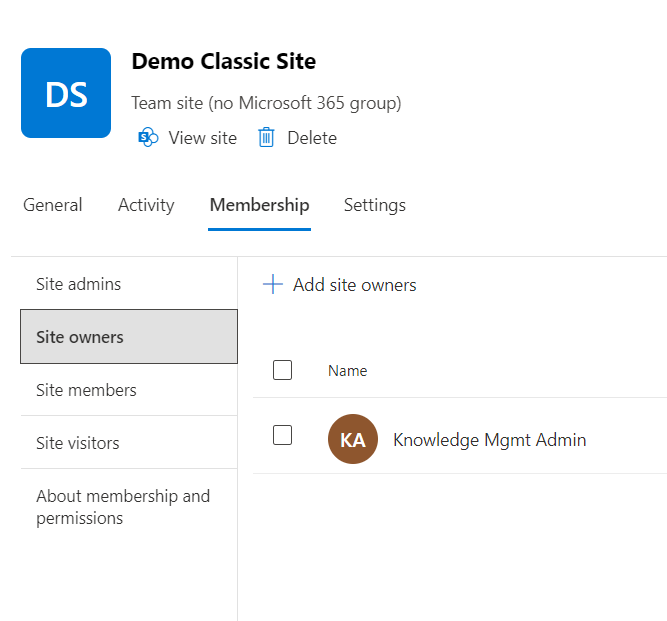 DS
Demo Classic Site
Team site (no Microsoft 365 group)
S View site Delete
General Activity Membership Settings
Site admins
Site owners
Site members
Site visitors
About membership and
permissions
Add site owners
Name
KA Knowledge Mgmt Admin